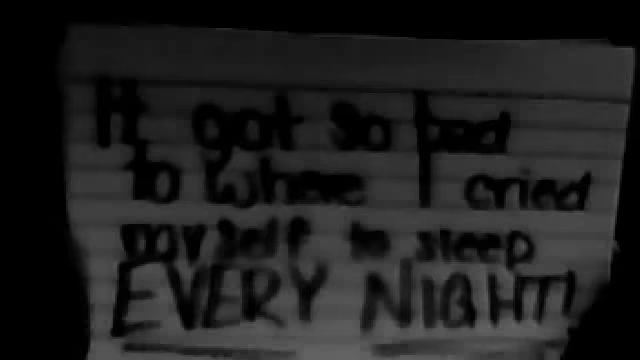 It got so bad
to where I cried
myself to sleep
EVERY NIGHT!